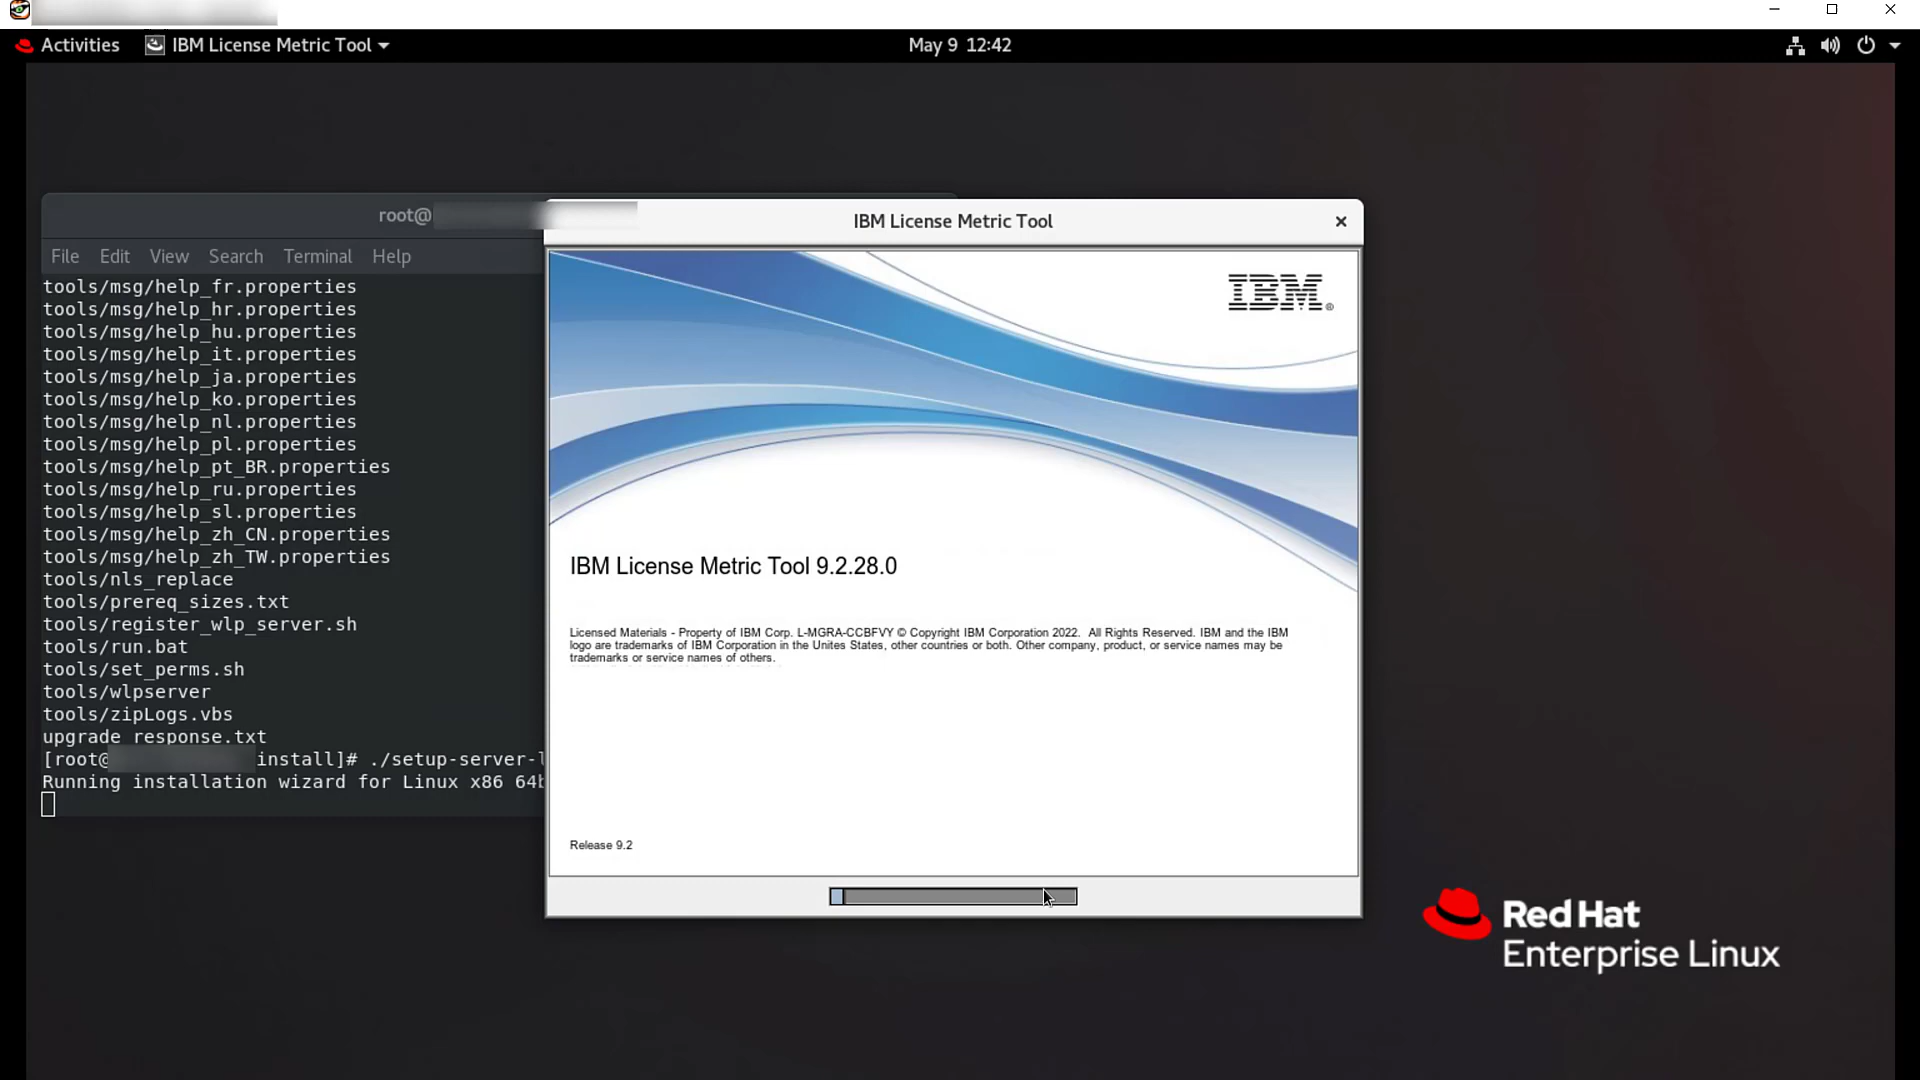 Activities
IBM License Metric Tool
May 9 12:42
root@
File Edit View Search Terminal Help
tools/msg/help_fr.properties
tools/msg/help_hr.properties
tools/msg/help_hu.properties
tools/msg/help_it.properties
tools/msg/help_ja.properties
tools/msg/help_ko.properties
tools/msg/help_nl.properties
tools/msg/help_pl.properties
tools/msg/help_pt_BR.properties
tools/msg/help_ru.properties
tools/msg/help_sl.properties
tools/msg/help_zh_CN.properties
tools/msg/help_zh_TW.properties
tools/nls_replace
tools/prereq_sizes.txt
tools/register_wlp_server.sh
tools/run.bat
tools/set_perms.sh
tools/wlpserver
tools/zipLogs.vbs
upgrade_response.txt
[root@ install]# ./setup-server-l
Running installation wizard for Linux x86 64b
IBM License Metric Tool
IBM®
IBM License Metric Tool 9.2.28.0
Licensed Materials - Property of IBM Corp. L-MGRA-CCBFVY © Copyright IBM Corporation 2022. All Rights Reserved. IBM and the IBM
logo are trademarks of IBM Corporation in the Unites States, other countries or both. Other company, product, or service names may be
trademarks or service names of others.
Release 9.2
Red Hat
Enterprise Linux